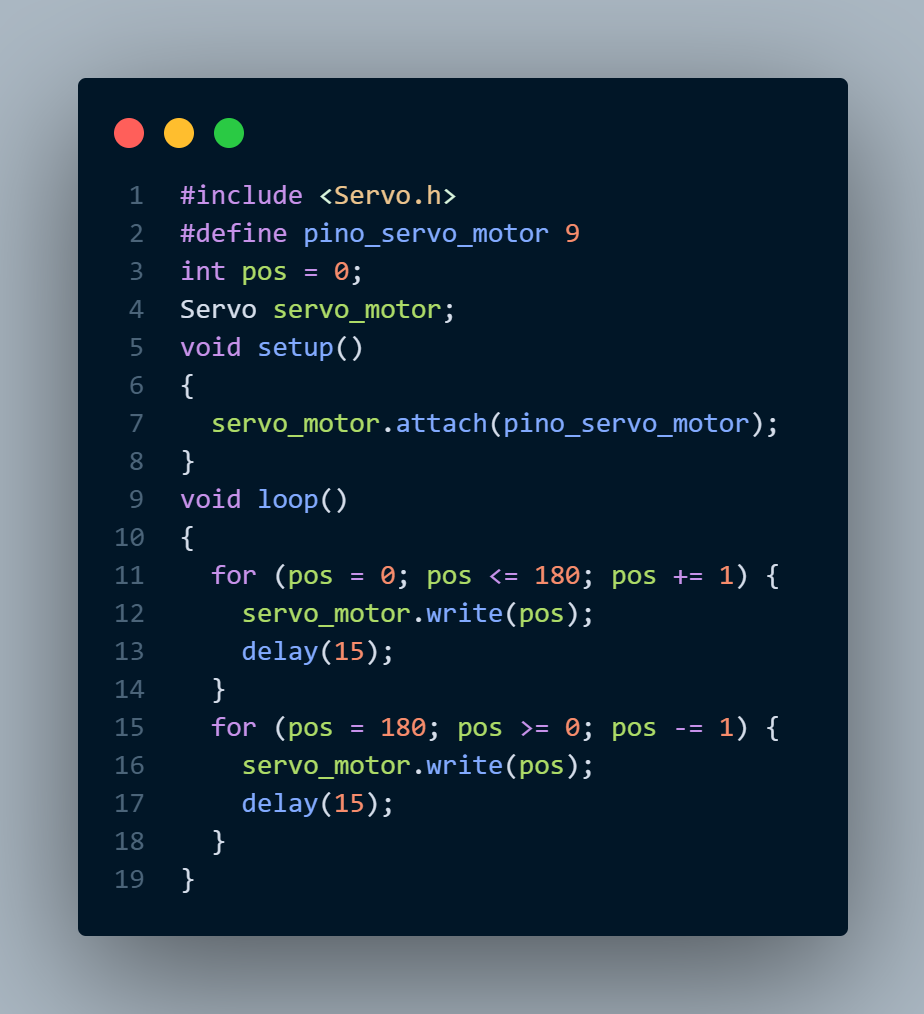 1 #include <Servo.h>
2 #define pino_servo_motor 9
3 int pos = 0;
4 Servo servo_motor;
5 void setup()
6 {
7   servo_motor.attach(pino_servo_motor);
8 }
9 void loop()
10 {
11   for (pos = 0; pos <= 180; pos += 1) {
12     servo_motor.write(pos);
13     delay(15);
14   }
15   for (pos = 180; pos >= 0; pos -= 1) {
16     servo_motor.write(pos);
17     delay(15);
18   }
19 }